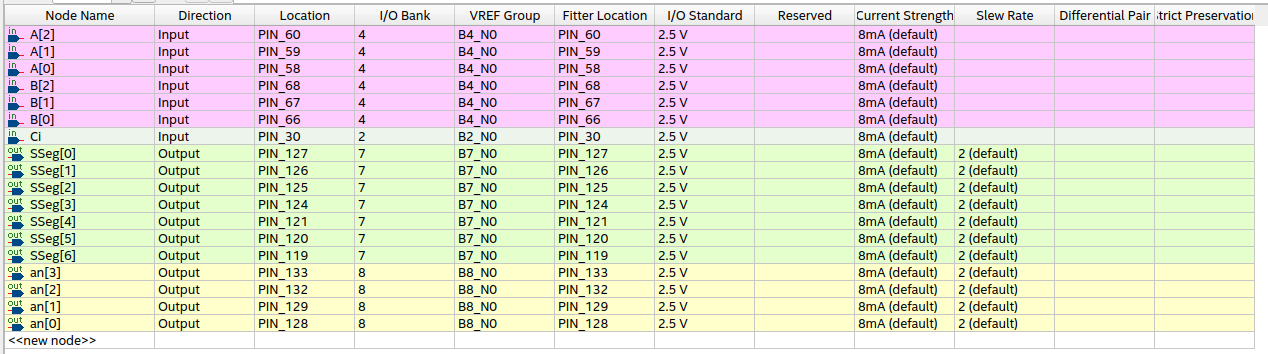 Node Name Direction Location I/O Bank VREF Group Fitter Location I/O Standard Reserved Current Strength Slew Rate Differential Pair strict Preservation
in A[2] Input PIN_60 4 B4_N0 PIN_60 2.5 V 8mA (default)
in A[1] Input PIN_59 4 B4_N0 PIN_59 2.5 V 8mA (default)
in A[0] Input PIN_58 4 B4_N0 PIN_58 2.5 V 8mA (default)
in B[2] Input PIN_68 4 B4_N0 PIN_68 2.5 V 8mA (default)
in B[1] Input PIN_67 4 B4_N0 PIN_67 2.5 V 8mA (default)
in B[0] Input PIN_66 4 B4_N0 PIN_66 2.5 V 8mA (default)
in Ci Input PIN_30 2 B2_N0 PIN_30 2.5 V 8mA (default)
out SSeg[0] Output PIN_127 7 B7_N0 PIN_127 2.5 V 8mA (default) 2 (default)
out SSeg[1] Output PIN_126 7 B7_N0 PIN_126 2.5 V 8mA (default) 2 (default)
out SSeg[2] Output PIN_125 7 B7_N0 PIN_125 2.5 V 8mA (default) 2 (default)
out SSeg[3] Output PIN_124 7 B7_N0 PIN_124 2.5 V 8mA (default) 2 (default)
out SSeg[4] Output PIN_121 7 B7_N0 PIN_121 2.5 V 8mA (default) 2 (default)
out SSeg[5] Output PIN_120 7 B7_N0 PIN_120 2.5 V 8mA (default) 2 (default)
out SSeg[6] Output PIN_119 7 B7_N0 PIN_119 2.5 V 8mA (default) 2 (default)
out an[3] Output PIN_133 8 B8_N0 PIN_133 2.5 V 8mA (default) 2 (default)
out an[2] Output PIN_132 8 B8_N0 PIN_132 2.5 V 8mA (default) 2 (default)
out an[1] Output PIN_129 8 B8_N0 PIN_129 2.5 V 8mA (default) 2 (default)
out an[0] Output PIN_128 8 B8_N0 PIN_128 2.5 V 8mA (default) 2 (default)
<<new node>>